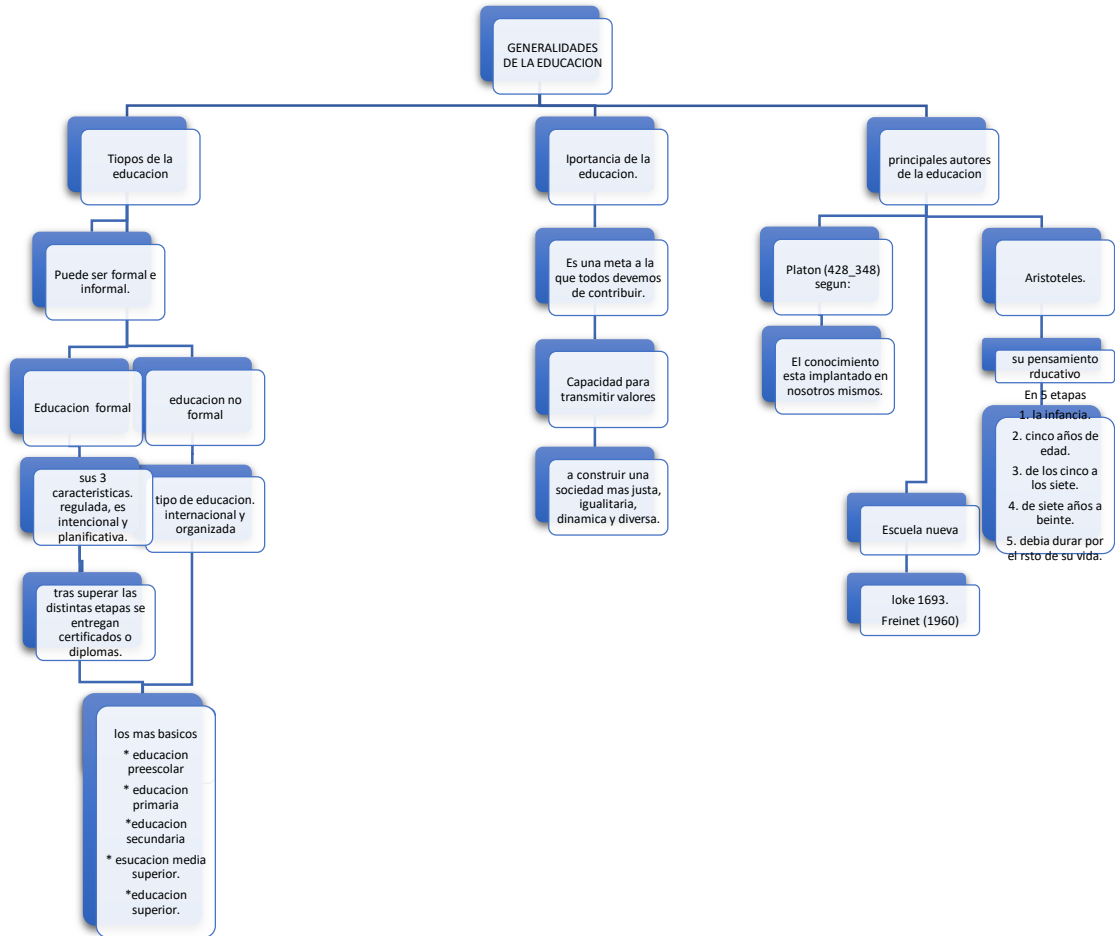 GENERALIDADES
DE LA EDUCACION
Tiopos de la
educacion
Puede ser formal e
informal.
Educacion formal
educacion no
formal
sus 3
caracteristicas.
regulada, es
intencional y
planificativa.
tipo de educacion.
internacional y
organizada
tras superar las
distintas etapas se
entregan
certificados o
diplomas.
los mas basicos
* educacion
preescolar
* educacion
primaria
*educacion
secundaria
* esucacion media
superior.
*educacion
superior.
Iportancia de la
educacion.
Es una meta a la
que todos devemos
de contribuir.
Capacidad para
transmitir valores
a construir una
sociedad mas justa,
igualitaria,
dinamica y diversa.
principales autores
de la educacion
Platon (428_348)
segun:
El conocimiento
esta implantado en
nosotros mismos.
Escuela nueva
loke 1693.
Freinet (1960)
Aristoteles.
su pensamiento
rducativo
En 5 etapas
1. la infancia.
2. cinco años de
edad.
3. de los cinco a
los siete.
4. de siete años a
beinte.
5. debia durar por
el rsto de su vida.